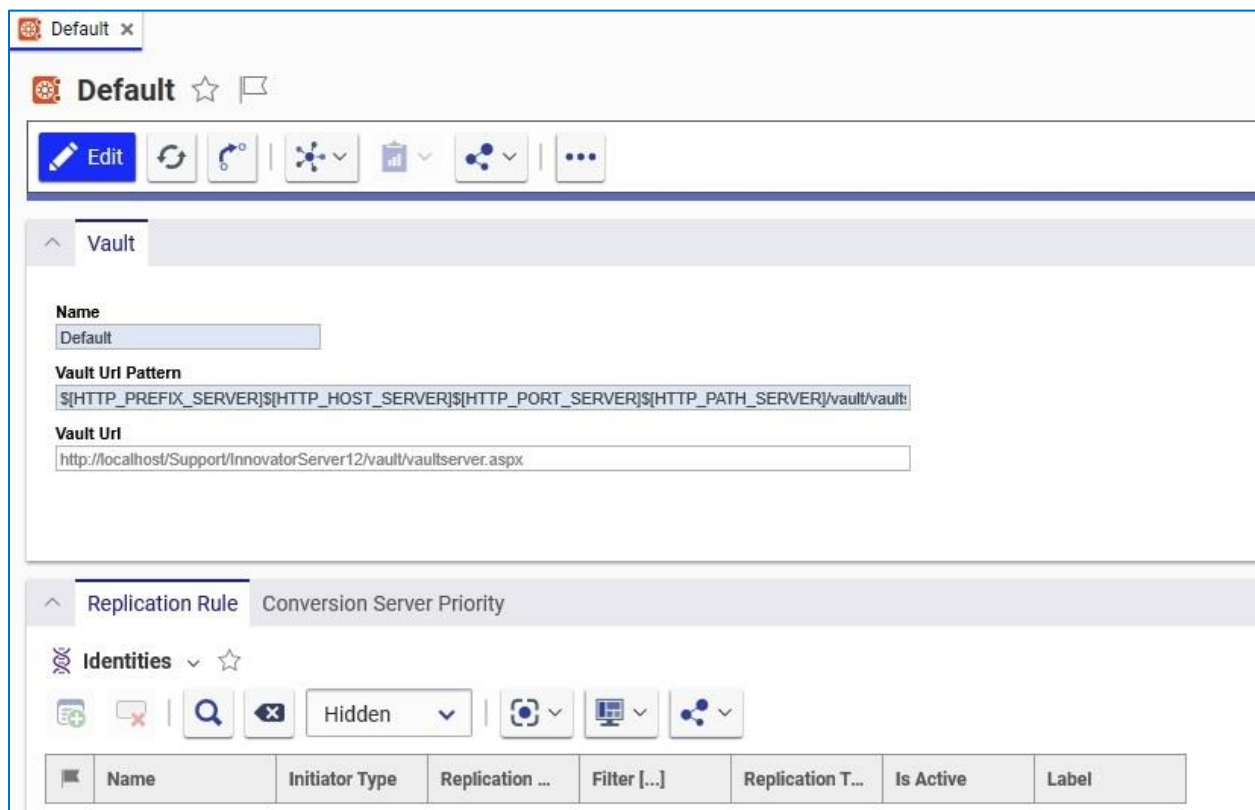 Default
Default
Edit
Vault
Name
Default
Vault Url Pattern
$[HTTP_PREFIX_SERVER]$[HTTP_HOST_SERVER]$[HTTP_PORT_SERVER]$[HTTP_PATH_SERVER]/vault/vaults
Vault Url
http://localhost/Support/InnovatorServer12/vault/vaultserver.aspx
Replication Rule Conversion Server Priority
Identities
Hidden
Name Initiator Type Replication ... Filter [...] Replication T... Is Active Label